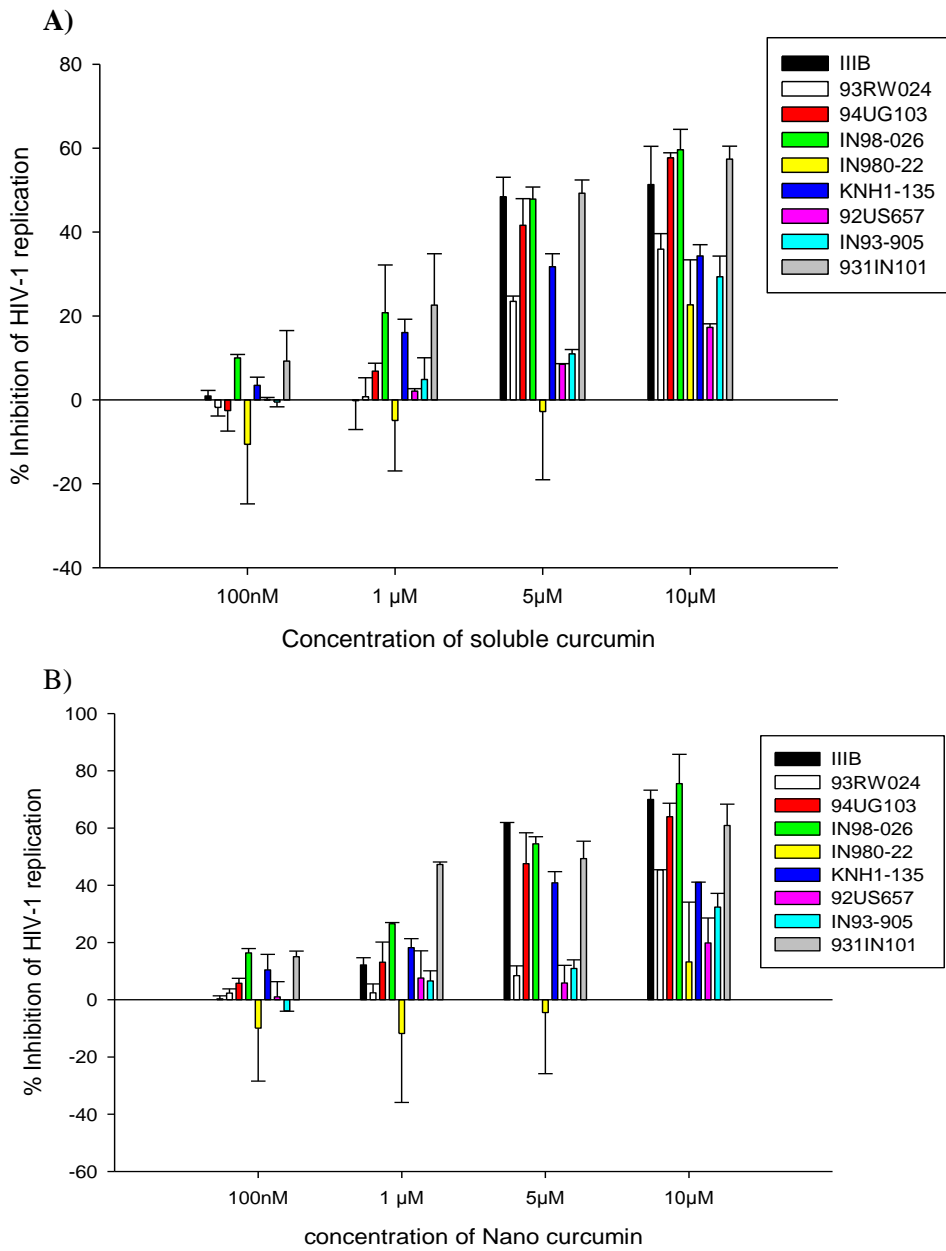 A)
80
60
40
20
0
-20
-40
% Inhibition of HIV-1 replication
100nM
1 µM
5µM
10µM
Concentration of soluble curcumin
IIIB
93RW024
94UG103
IN98-026
IN980-22
KNH1-135
92US657
IN93-905
931IN101
B)
100
80
60
40
20
0
-20
-40
-60
% Inhibition of HIV-1 replication
100nM
1 µM
5µM
10µM
concentration of Nano curcumin
IIIB
93RW024
94UG103
IN98-026
IN980-22
KNH1-135
92US657
IN93-905
931IN101